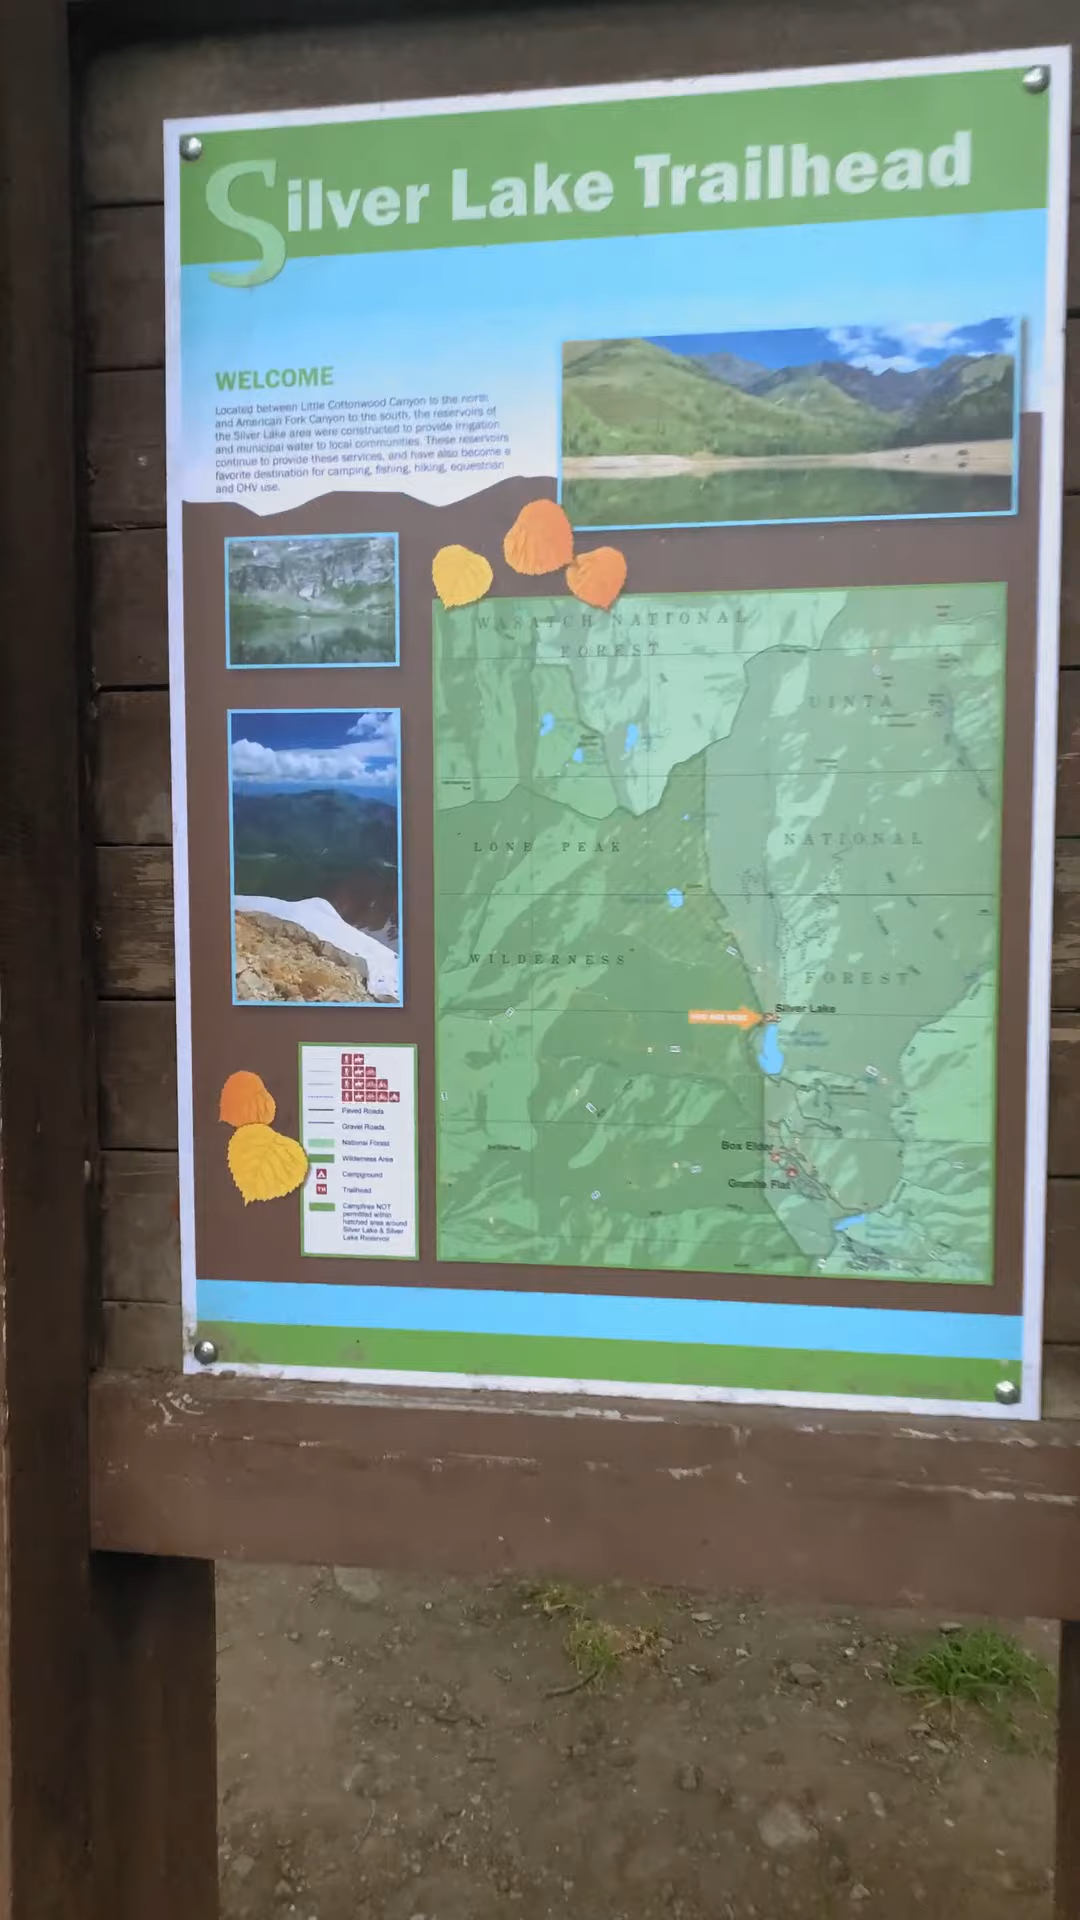 Silver Lake Trailhead
WELCOME
Located between Little Cottonwood Canyon to the north
and American Fork Canyon to the south, the reservoirs of
the Silver Lake area were constructed to provide irrigation
and municipal water to local communities. These reservoirs
continue to provide these services, and have also become a
favorite destination for camping, fishing, hiking, equestrian
and OHV use.
WASATCH NATIONAL
FOREST
UINTA
LONE PEAK
NATIONAL
WILDERNESS
FOREST
YOU ARE HERE
Silver Lake
Box Elder
Granite Flat
Paved Roads
Gravel Roads
National Forest
Wilderness Area
Campground
TH Trailhead
Campfires NOT
permitted within
hatched area around
Silver Lake & Silver
Lake Reservoir